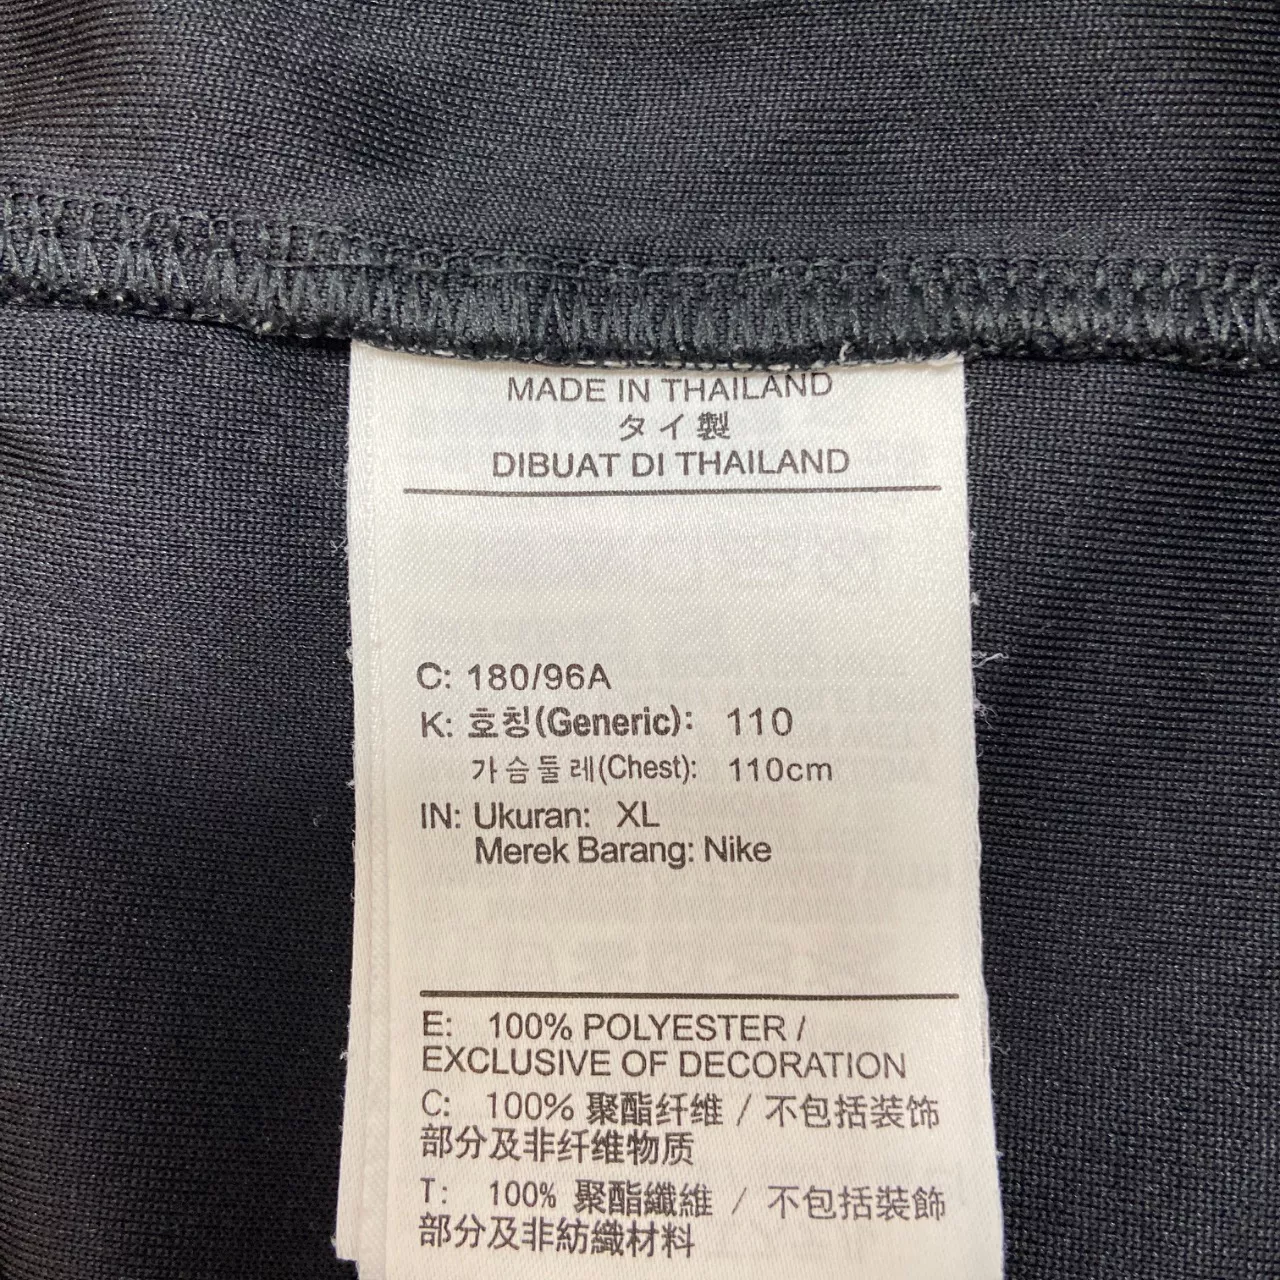 MADE IN THAILAND
タイ製
DIBUAT DI THAILAND
C: 180/96A
K: 호칭(Generic): 110
가슴둘레(Chest): 110cm
IN: Ukuran: XL
Merek Barang: Nike
E: 100% POLYESTER /
EXCLUSIVE OF DECORATION
C: 100% 聚酯纤维 / 不包括装饰
部分及非纤维物质
T: 100% 聚酯纖維 / 不包括裝飾
部分及非紡織材料